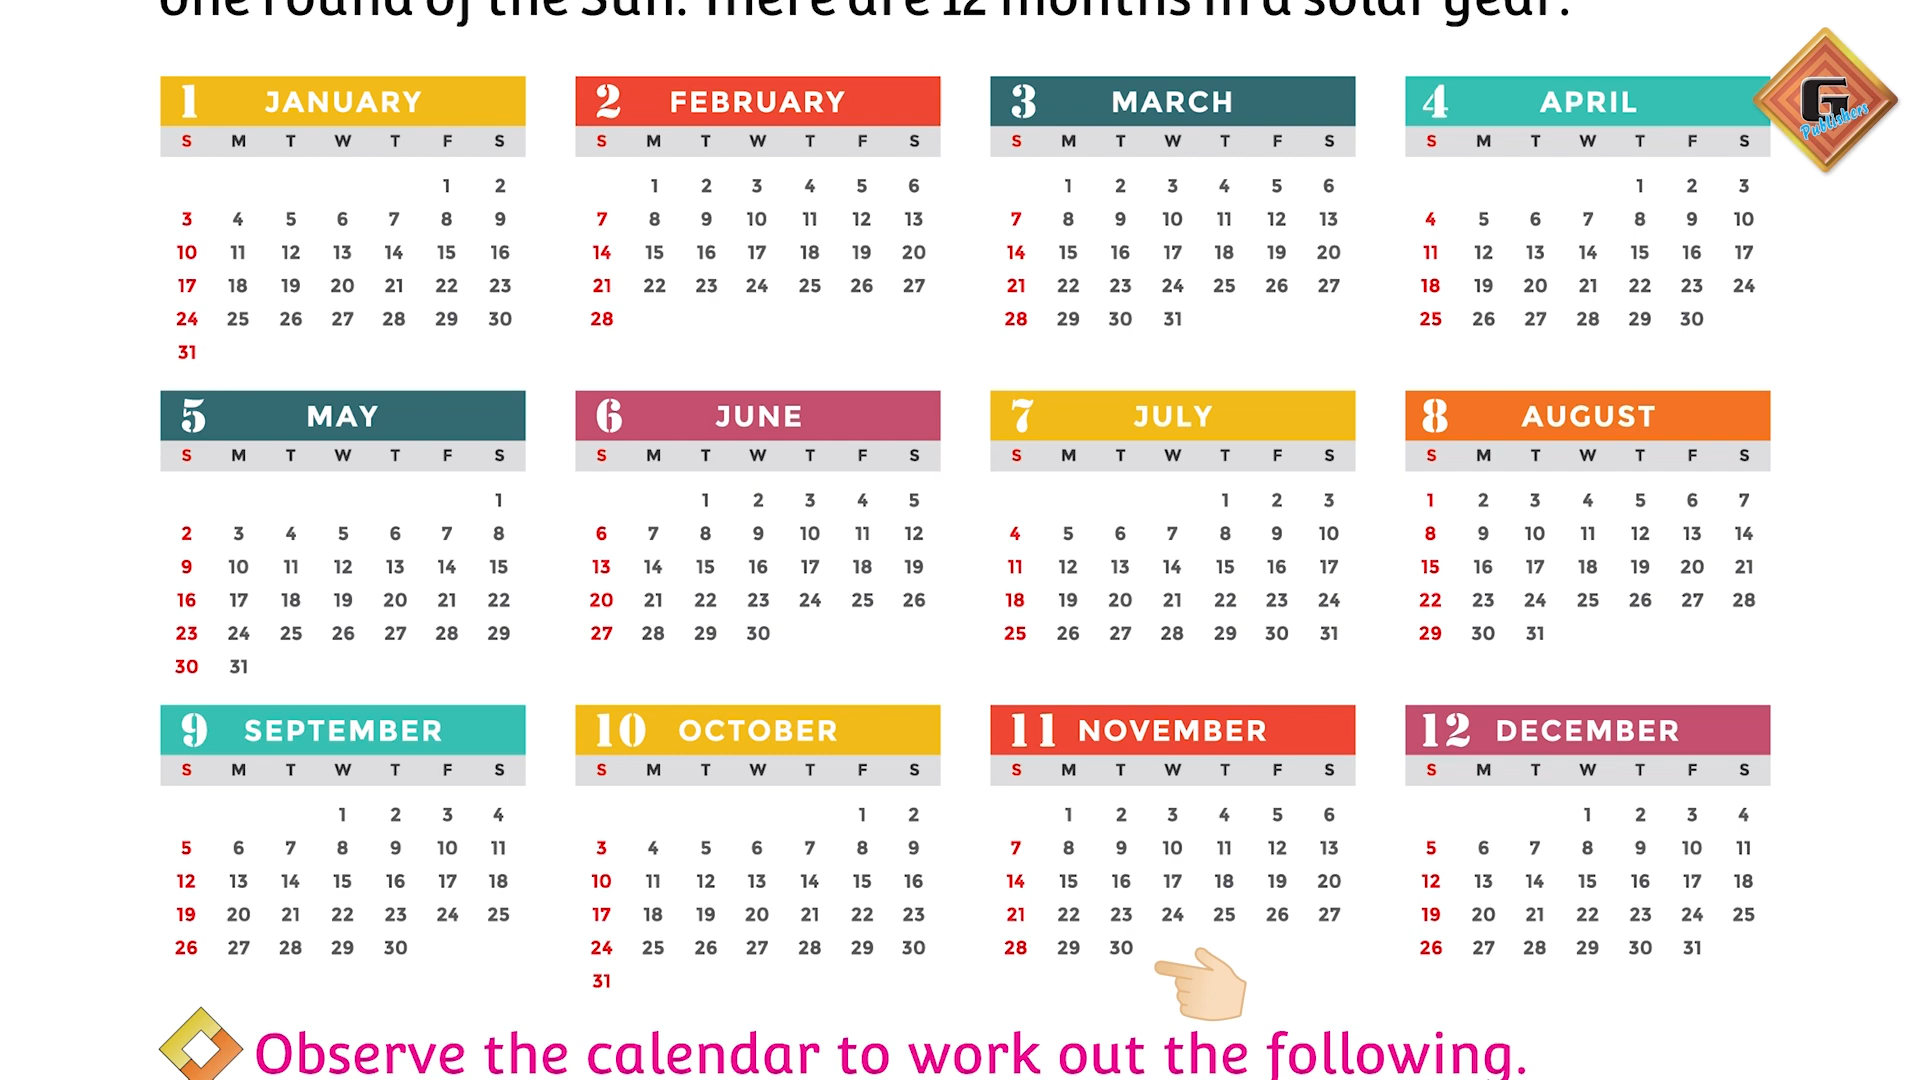 one round of the Sun. There are 12 months in a solar year.
G
Publishers
1 JANUARY
S M T W T F S
1 2
3 4 5 6 7 8 9
10 11 12 13 14 15 16
17 18 19 20 21 22 23
24 25 26 27 28 29 30
31
2 FEBRUARY
S M T W T F S
1 2 3 4 5 6
7 8 9 10 11 12 13
14 15 16 17 18 19 20
21 22 23 24 25 26 27
28
3 MARCH
S M T W T F S
1 2 3 4 5 6
7 8 9 10 11 12 13
14 15 16 17 18 19 20
21 22 23 24 25 26 27
28 29 30 31
4 APRIL
S M T W T F S
1 2 3
4 5 6 7 8 9 10
11 12 13 14 15 16 17
18 19 20 21 22 23 24
25 26 27 28 29 30
5 MAY
S M T W T F S
1
2 3 4 5 6 7 8
9 10 11 12 13 14 15
16 17 18 19 20 21 22
23 24 25 26 27 28 29
30 31
6 JUNE
S M T W T F S
1 2 3 4 5
6 7 8 9 10 11 12
13 14 15 16 17 18 19
20 21 22 23 24 25 26
27 28 29 30
7 JULY
S M T W T F S
1 2 3
4 5 6 7 8 9 10
11 12 13 14 15 16 17
18 19 20 21 22 23 24
25 26 27 28 29 30 31
8 AUGUST
S M T W T F S
1 2 3 4 5 6 7
8 9 10 11 12 13 14
15 16 17 18 19 20 21
22 23 24 25 26 27 28
29 30 31
9 SEPTEMBER
S M T W T F S
1 2 3 4
5 6 7 8 9 10 11
12 13 14 15 16 17 18
19 20 21 22 23 24 25
26 27 28 29 30
10 OCTOBER
S M T W T F S
1 2
3 4 5 6 7 8 9
10 11 12 13 14 15 16
17 18 19 20 21 22 23
24 25 26 27 28 29 30
31
11 NOVEMBER
S M T W T F S
1 2 3 4 5 6
7 8 9 10 11 12 13
14 15 16 17 18 19 20
21 22 23 24 25 26 27
28 29 30
12 DECEMBER
S M T W T F S
1 2 3 4
5 6 7 8 9 10 11
12 13 14 15 16 17 18
19 20 21 22 23 24 25
26 27 28 29 30 31
Observe the calendar to work out the following.